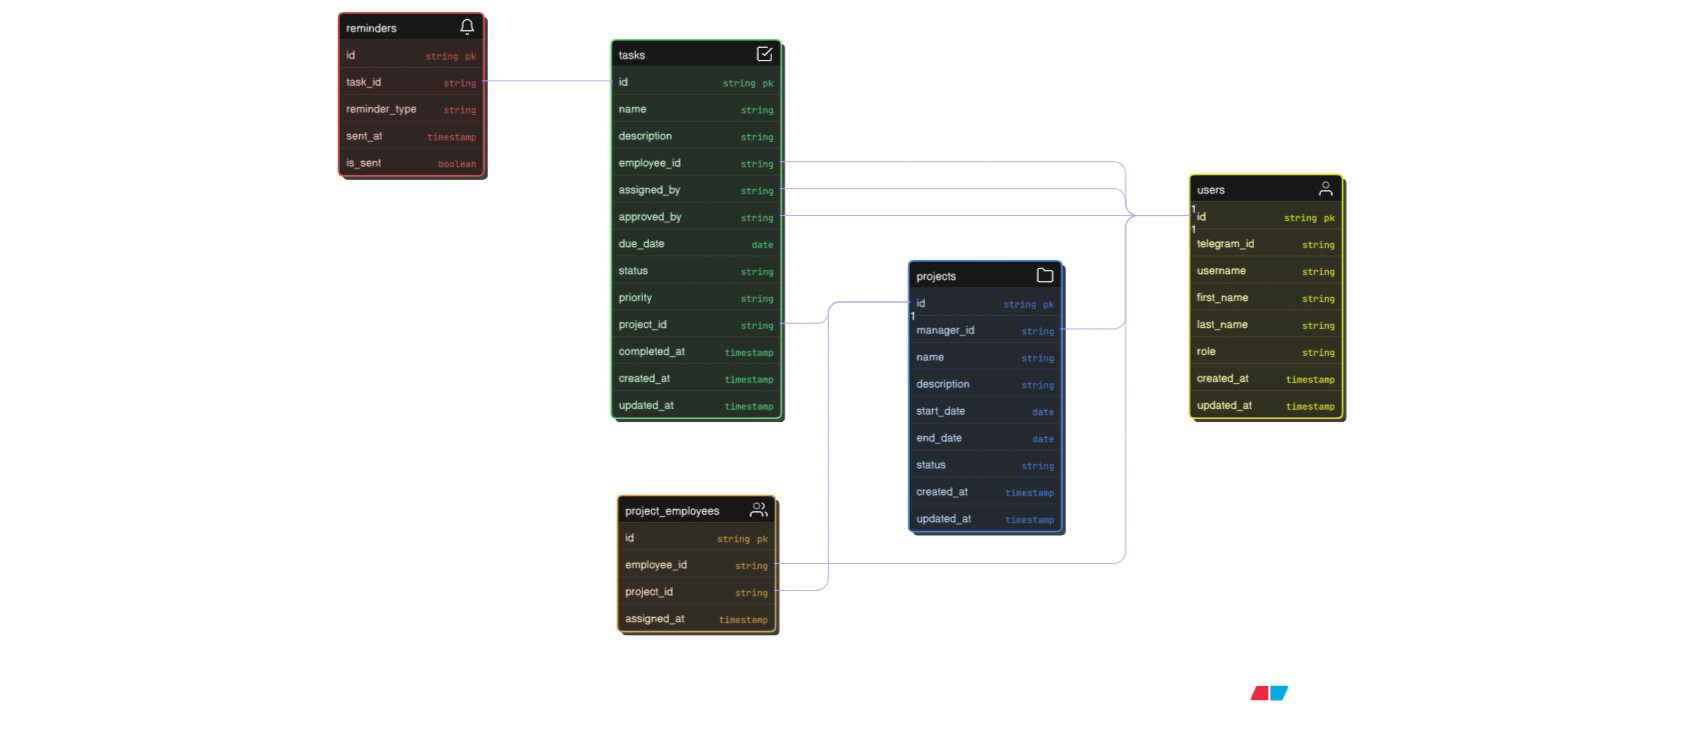 reminders
id string pk
task_id string
reminder_type string
sent_at timestamp
is_sent boolean
tasks
id string pk
name string
description string
employee_id string
assigned_by string
approved_by string
due_date date
status string
priority string
project_id string
completed_at timestamp
created_at timestamp
updated_at timestamp
users
1
id string pk
1
telegram_id string
username string
first_name string
last_name string
role string
created_at timestamp
updated_at timestamp
projects
id string pk
1
manager_id string
name string
description string
start_date date
end_date date
status string
created_at timestamp
updated_at timestamp
project_employees
id string pk
employee_id string
project_id string
assigned_at timestamp